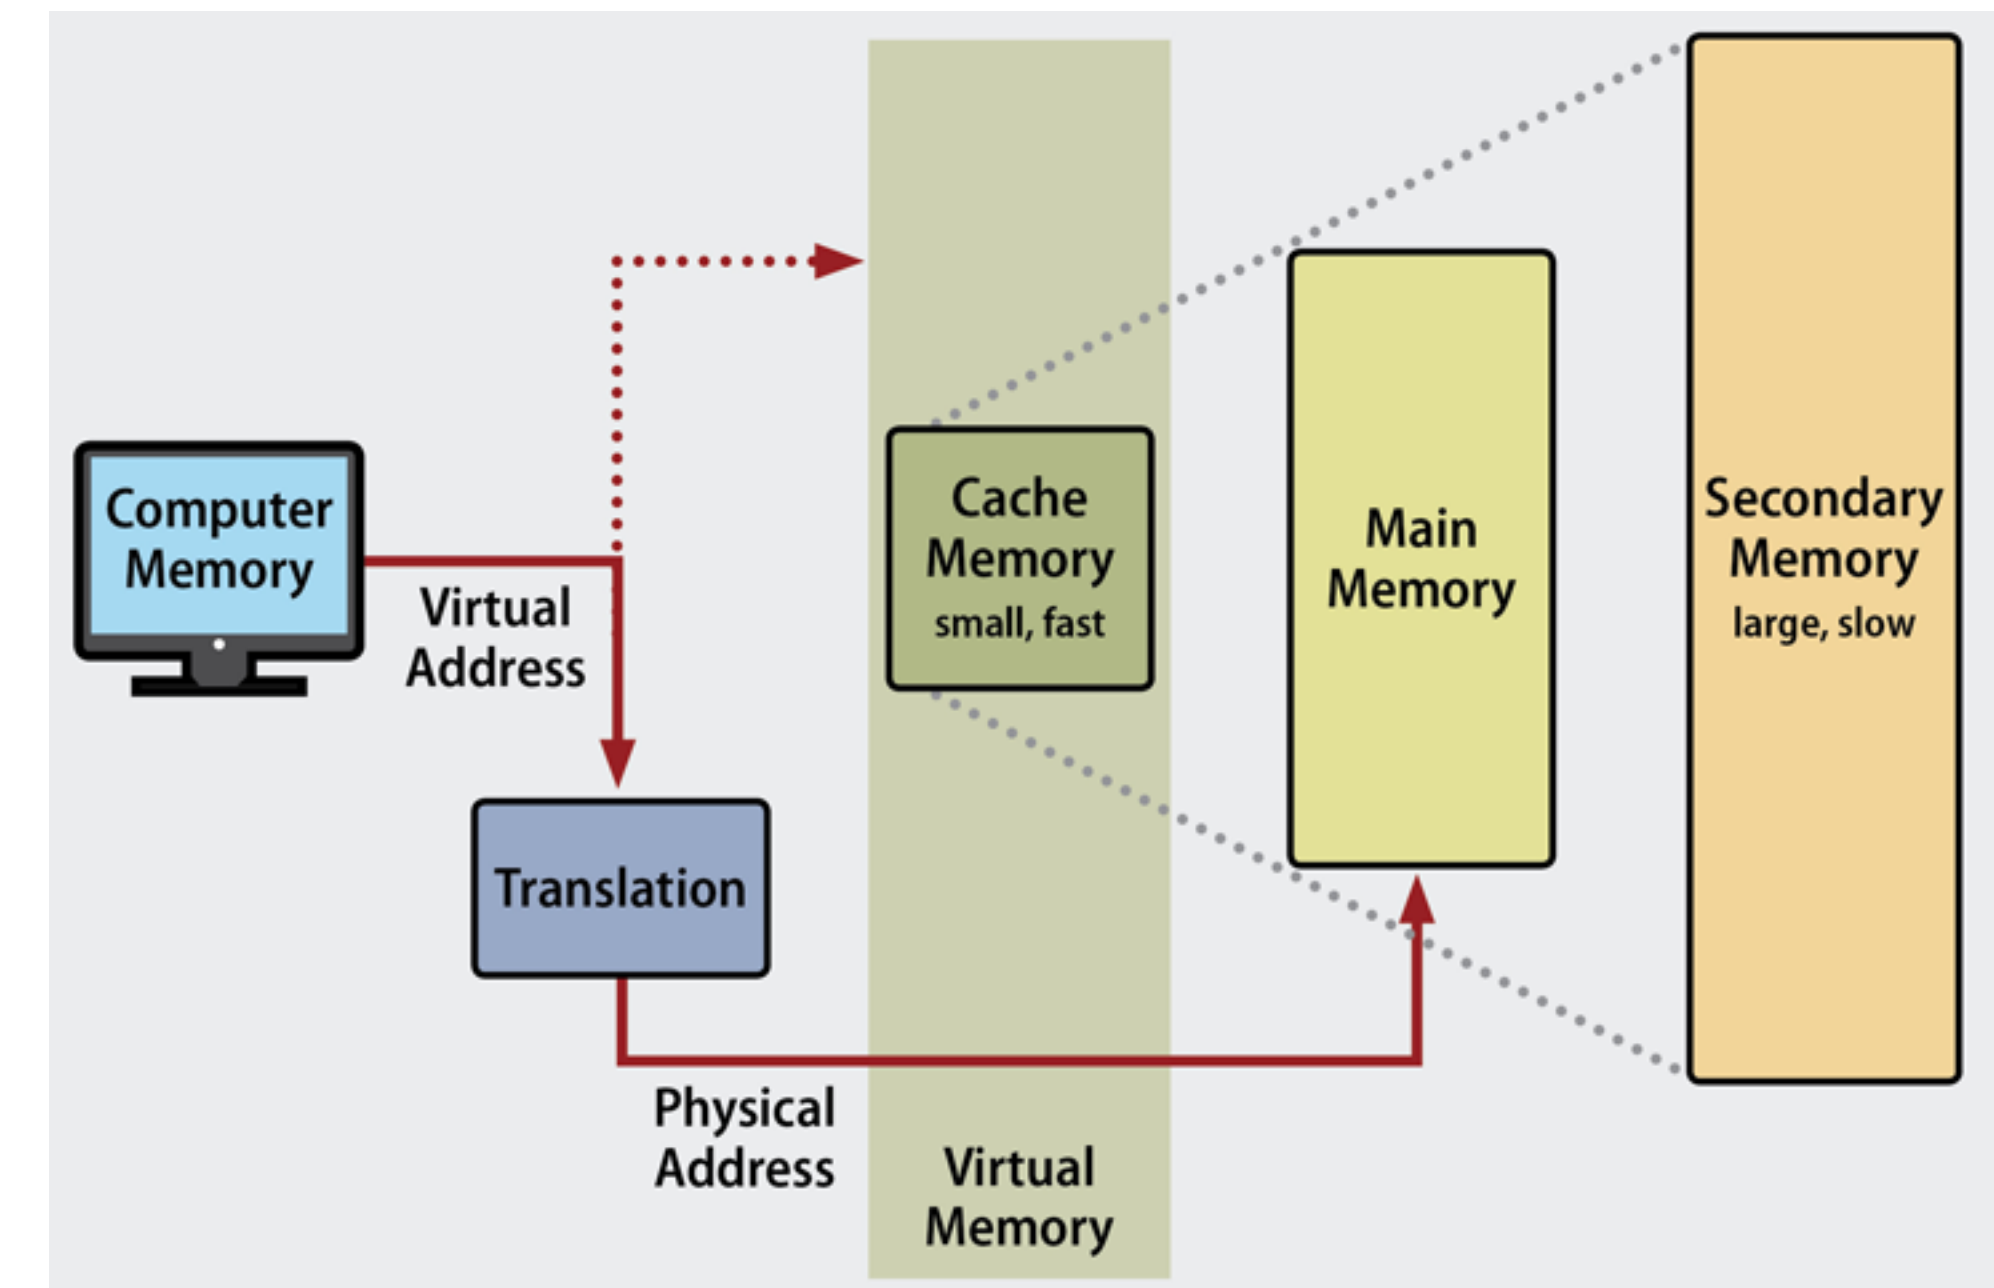 Computer
Memory
Virtual
Address
Translation
Physical
Address
Cache
Memory
small, fast
Virtual
Memory
Main
Memory
Secondary
Memory
large, slow